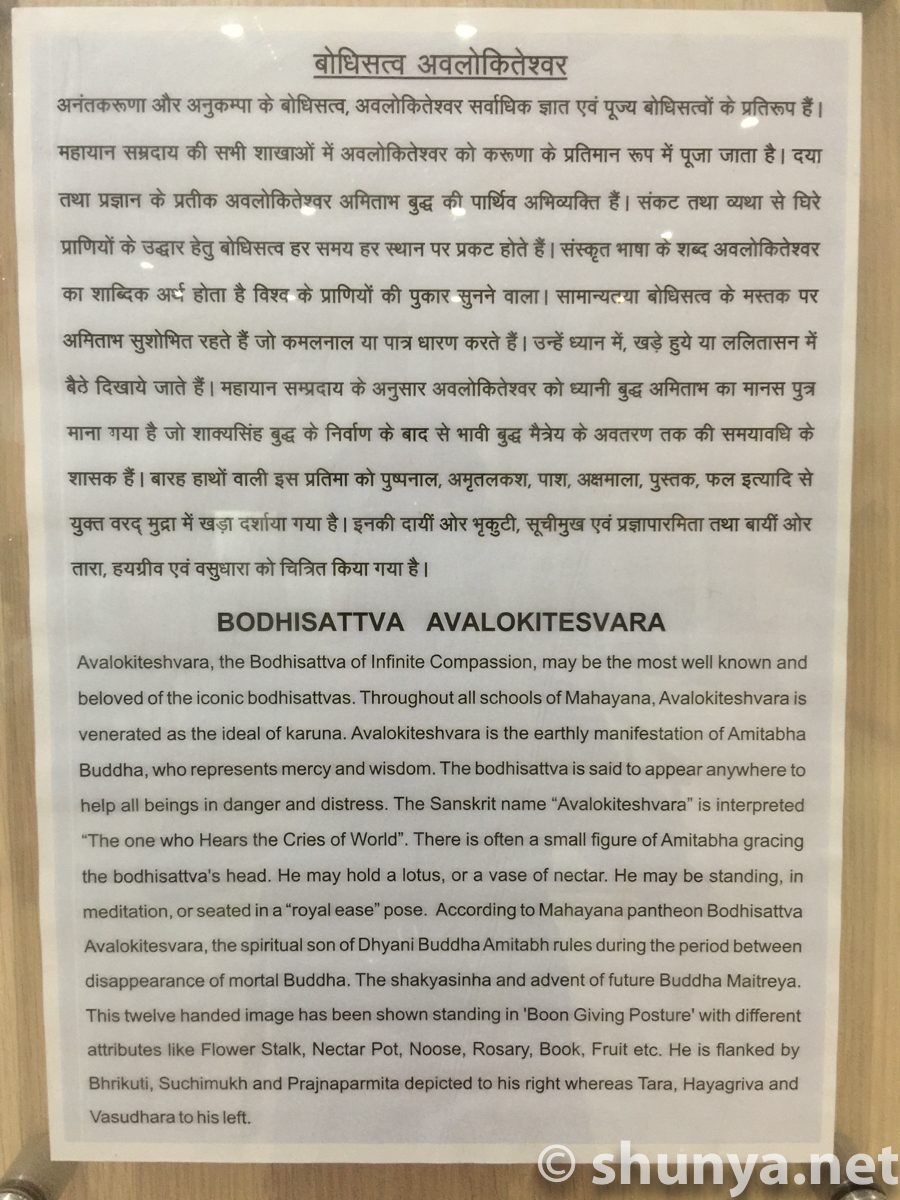 बोधिसत्व अवलोकितेश्वर
अनंतकरूणा और अनुकम्पा के बोधिसत्व, अवलोकितेश्वर सर्वाधिक ज्ञात एवं पूज्य बोधिसत्वों के प्रतिरूप हैं।
महायान सम्रदाय की सभी शाखाओं में अवलोकितेश्वर को करूणा के प्रतिमान रूप में पूजा जाता है। दया
तथा प्रज्ञान के प्रतीक अवलोकितेश्वर अमिताभ बुद्ध की पार्थिव अभिव्यक्ति हैं। संकट तथा व्यथा से घिरे
प्राणियों के उद्धार हेतु बोधिसत्व हर समय हर स्थान पर प्रकट होते हैं। संस्कृत भाषा के शब्द अवलोकितेश्वर
का शाब्दिक अर्थ होता है विश्व के प्राणियों की पुकार सुनने वाला। सामान्यतया बोधिसत्व के मस्तक पर
अमिताभ सुशोभित रहते हैं जो कमलनाल या पात्र धारण करते हैं। उन्हें ध्यान में, खड़े हुये या ललितासन में
बैठे दिखाये जाते हैं। महायान सम्प्रदाय के अनुसार अवलोकितेश्वर को ध्यानी बुद्ध अमिताभ का मानस पुत्र
माना गया है जो शाक्यसिंह बुद्ध के निर्वाण के बाद से भावी बुद्ध मैत्रेय के अवतरण तक की समयावधि के
शासक हैं। बारह हाथों वाली इस प्रतिमा को पुष्पनाल, अमृतलकश, पाश, अक्षमाला, पुस्तक, फल इत्यादि से
युक्त वरद् मुद्रा में खड़ा दर्शाया गया है। इनकी दायीं ओर भृकुटी, सूचीमुख एवं प्रज्ञापारमिता तथा बायीं ओर
तारा, हयग्रीव एवं वसुधारा को चित्रित किया गया है।
BODHISATTVA AVALOKITESVARA
Avalokiteshvara, the Bodhisattva of Infinite Compassion, may be the most well known and
beloved of the iconic bodhisattvas. Throughout all schools of Mahayana, Avalokiteshvara is
venerated as the ideal of karuna. Avalokiteshvara is the earthly manifestation of Amitabha
Buddha, who represents mercy and wisdom. The bodhisattva is said to appear anywhere to
help all beings in danger and distress. The Sanskrit name “Avalokiteshvara” is interpreted
“The one who Hears the Cries of World”. There is often a small figure of Amitabha gracing
the bodhisattva's head. He may hold a lotus, or a vase of nectar. He may be standing, in
meditation, or seated in a “royal ease” pose. According to Mahayana pantheon Bodhisattva
Avalokitesvara, the spiritual son of Dhyani Buddha Amitabh rules during the period between
disappearance of mortal Buddha. The shakyasinha and advent of future Buddha Maitreya.
This twelve handed image has been shown standing in 'Boon Giving Posture' with different
attributes like Flower Stalk, Nectar Pot, Noose, Rosary, Book, Fruit etc. He is flanked by
Bhrikuti, Suchimukh and Prajnaparmita depicted to his right whereas Tara, Hayagriva and
Vasudhara to his left.
© shunya.net